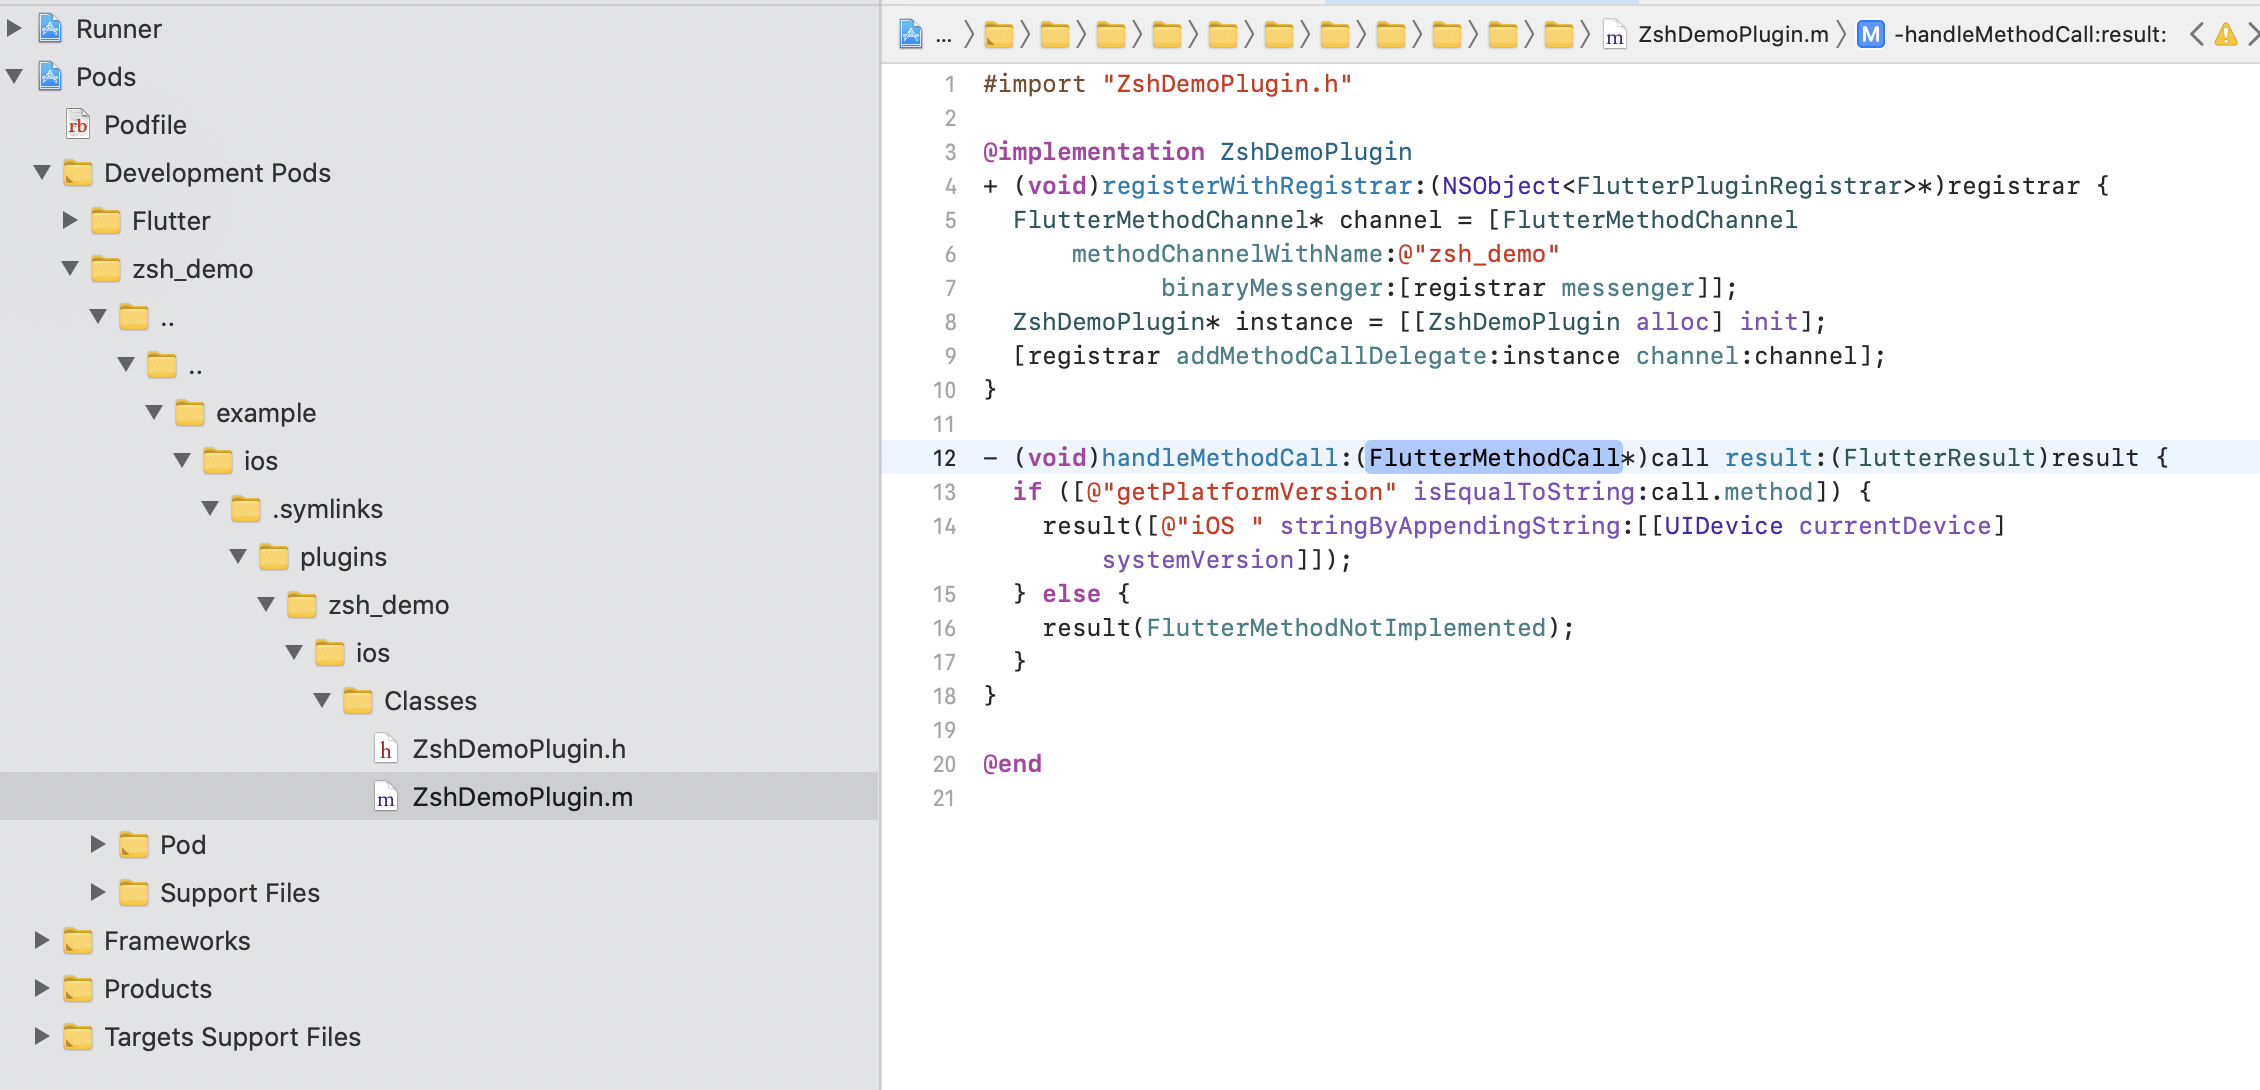 Runner
Pods
Podfile
Development Pods
Flutter
zsh_demo
..
..
example
ios
.symlinks
plugins
zsh_demo
ios
Classes
ZshDemoPlugin.h
ZshDemoPlugin.m
Pod
Support Files
Frameworks
Products
Targets Support Files
... ZshDemoPlugin.m M -handleMethodCall:result:
1 #import "ZshDemoPlugin.h"
2
3 @implementation ZshDemoPlugin
4 + (void)registerWithRegistrar:(NSObject<FlutterPluginRegistrar>*)registrar {
5   FlutterMethodChannel* channel = [FlutterMethodChannel
6       methodChannelWithName:@"zsh_demo"
7             binaryMessenger:[registrar messenger]];
8   ZshDemoPlugin* instance = [[ZshDemoPlugin alloc] init];
9   [registrar addMethodCallDelegate:instance channel:channel];
10 }
11
12 - (void)handleMethodCall:(FlutterMethodCall*)call result:(FlutterResult)result {
13   if ([@"getPlatformVersion" isEqualToString:call.method]) {
14     result([@"iOS " stringByAppendingString:[[UIDevice currentDevice]
        systemVersion]]);
15   } else {
16     result(FlutterMethodNotImplemented);
17   }
18 }
19
20 @end
21